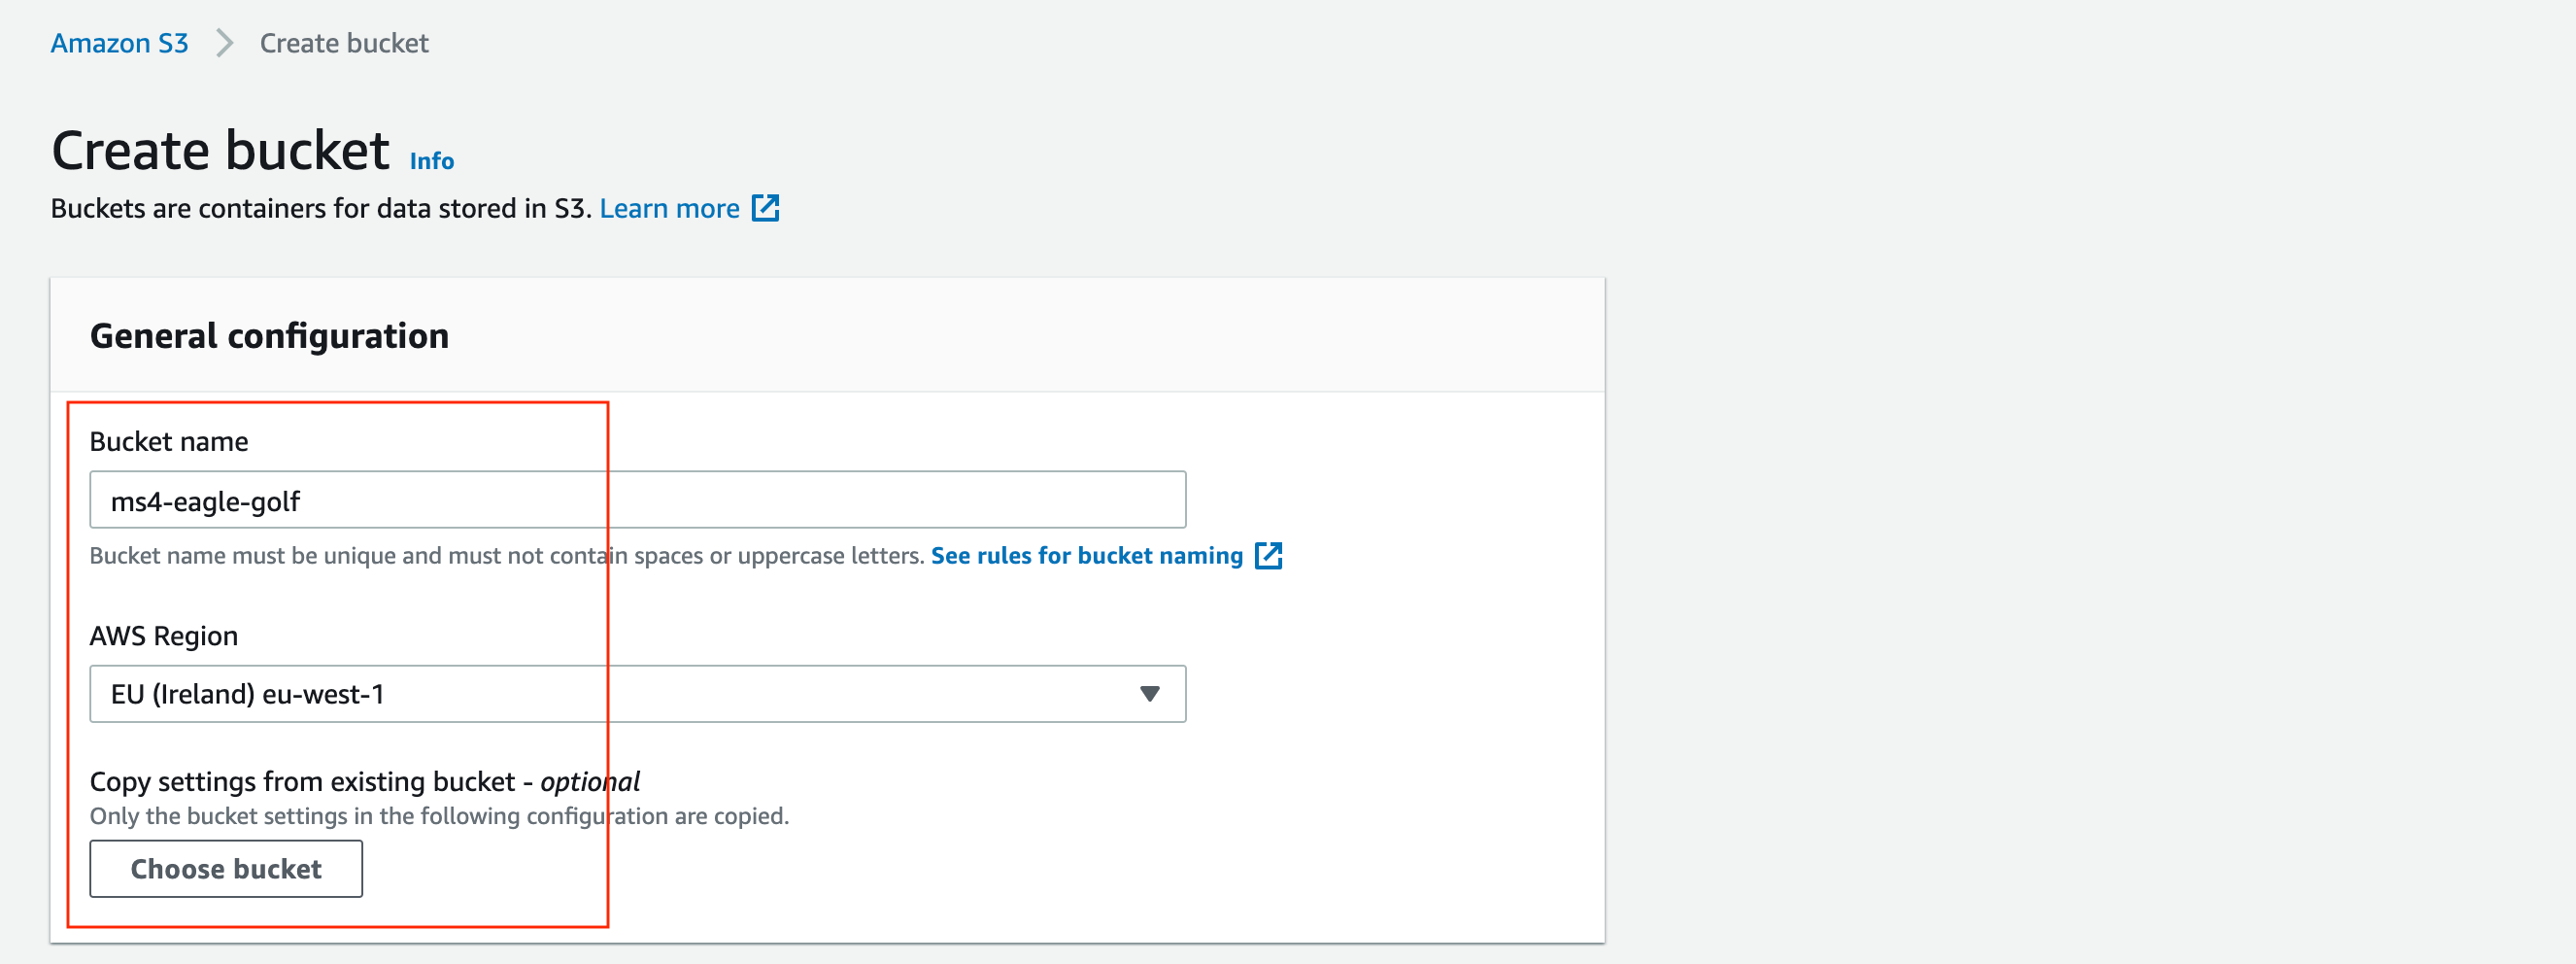 Amazon S3 Create bucket
Create bucket Info
Buckets are containers for data stored in S3. Learn more
General configuration
Bucket name
ms4-eagle-golf
Bucket name must be unique and must not contain spaces or uppercase letters. See rules for bucket naming
AWS Region
EU (Ireland) eu-west-1
Copy settings from existing bucket - optional
Only the bucket settings in the following configuration are copied.
Choose bucket